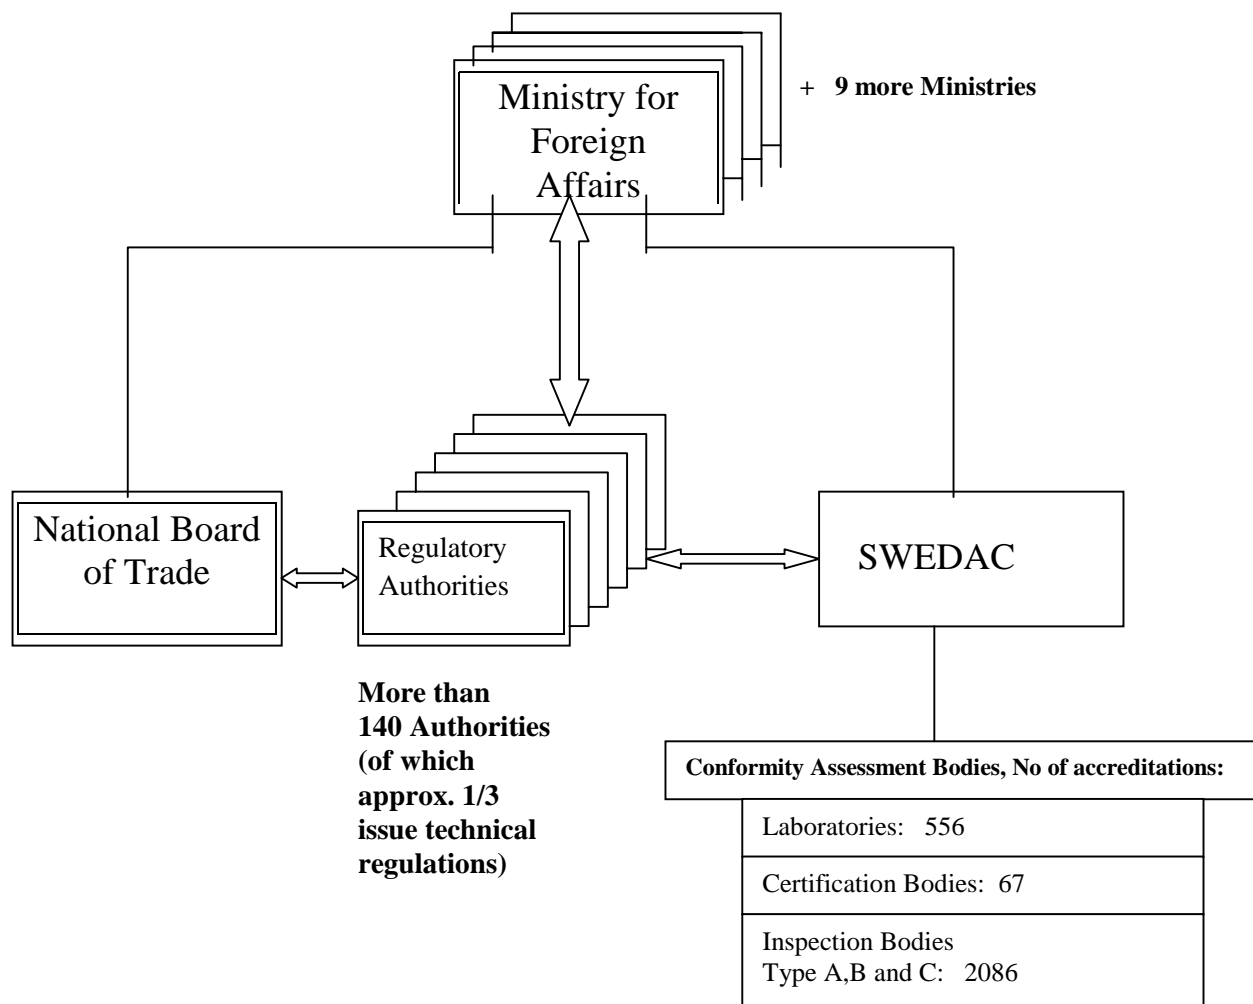 Ministry for
Foreign
Affairs
+ 9 more Ministries
National Board
of Trade
Regulatory
Authorities
SWEDAC
More than
140 Authorities
(of which
approx. 1/3
issue technical
regulations)
Conformity Assessment Bodies, No of accreditations:
Laboratories: 556
Certification Bodies: 67
Inspection Bodies
Type A,B and C: 2086